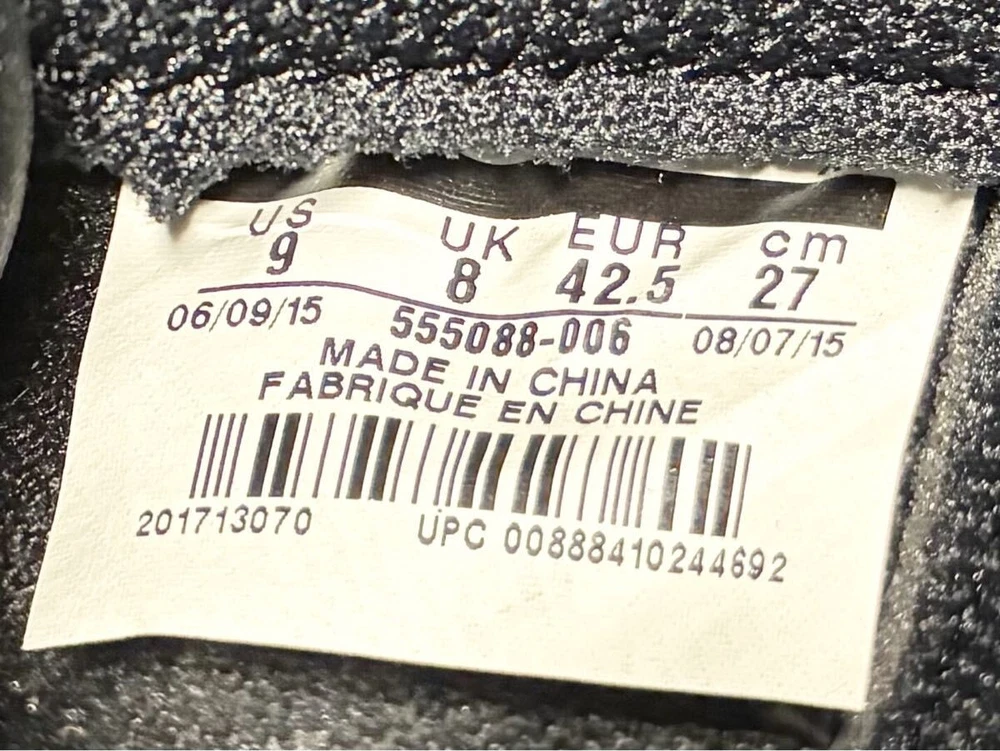 US UK EUR cm
9 8 42.5 27
06/09/15 555088-006 08/07/15
MADE IN CHINA
FABRIQUE EN CHINE
201713070 UPC 00888410244692